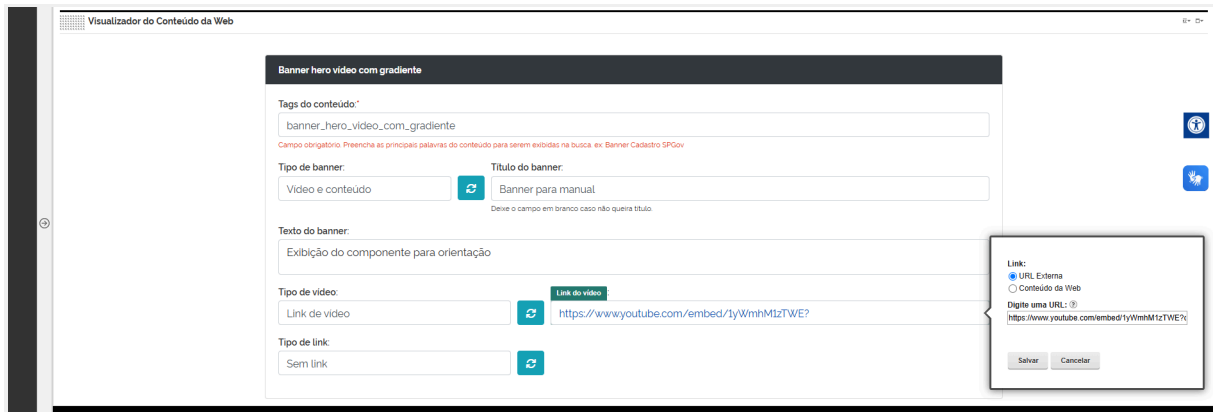 Visualizador do Conteúdo da Web
Banner hero vídeo com gradiente
Tags do conteúdo:*
banner_hero_video_com_gradiente
Campo obrigatório. Preencha as principais palavras do conteúdo para serem exibidas na busca. ex: Banner Cadastro SPGov
Tipo de banner:
Título do banner:
Vídeo e conteúdo
Banner para manual
Deixe o campo em branco caso não queira título.
Texto do banner:
Exibição do componente para orientação
Tipo de vídeo:
Link do vídeo :
Link de vídeo
https://www.youtube.com/embed/1yWmhM1zTWE?
Tipo de link:
Sem link
Link:
URL Externa
Conteúdo da Web
Digite uma URL:
https://www.youtube.com/embed/1yWmhM1zTWE?
Salvar Cancelar